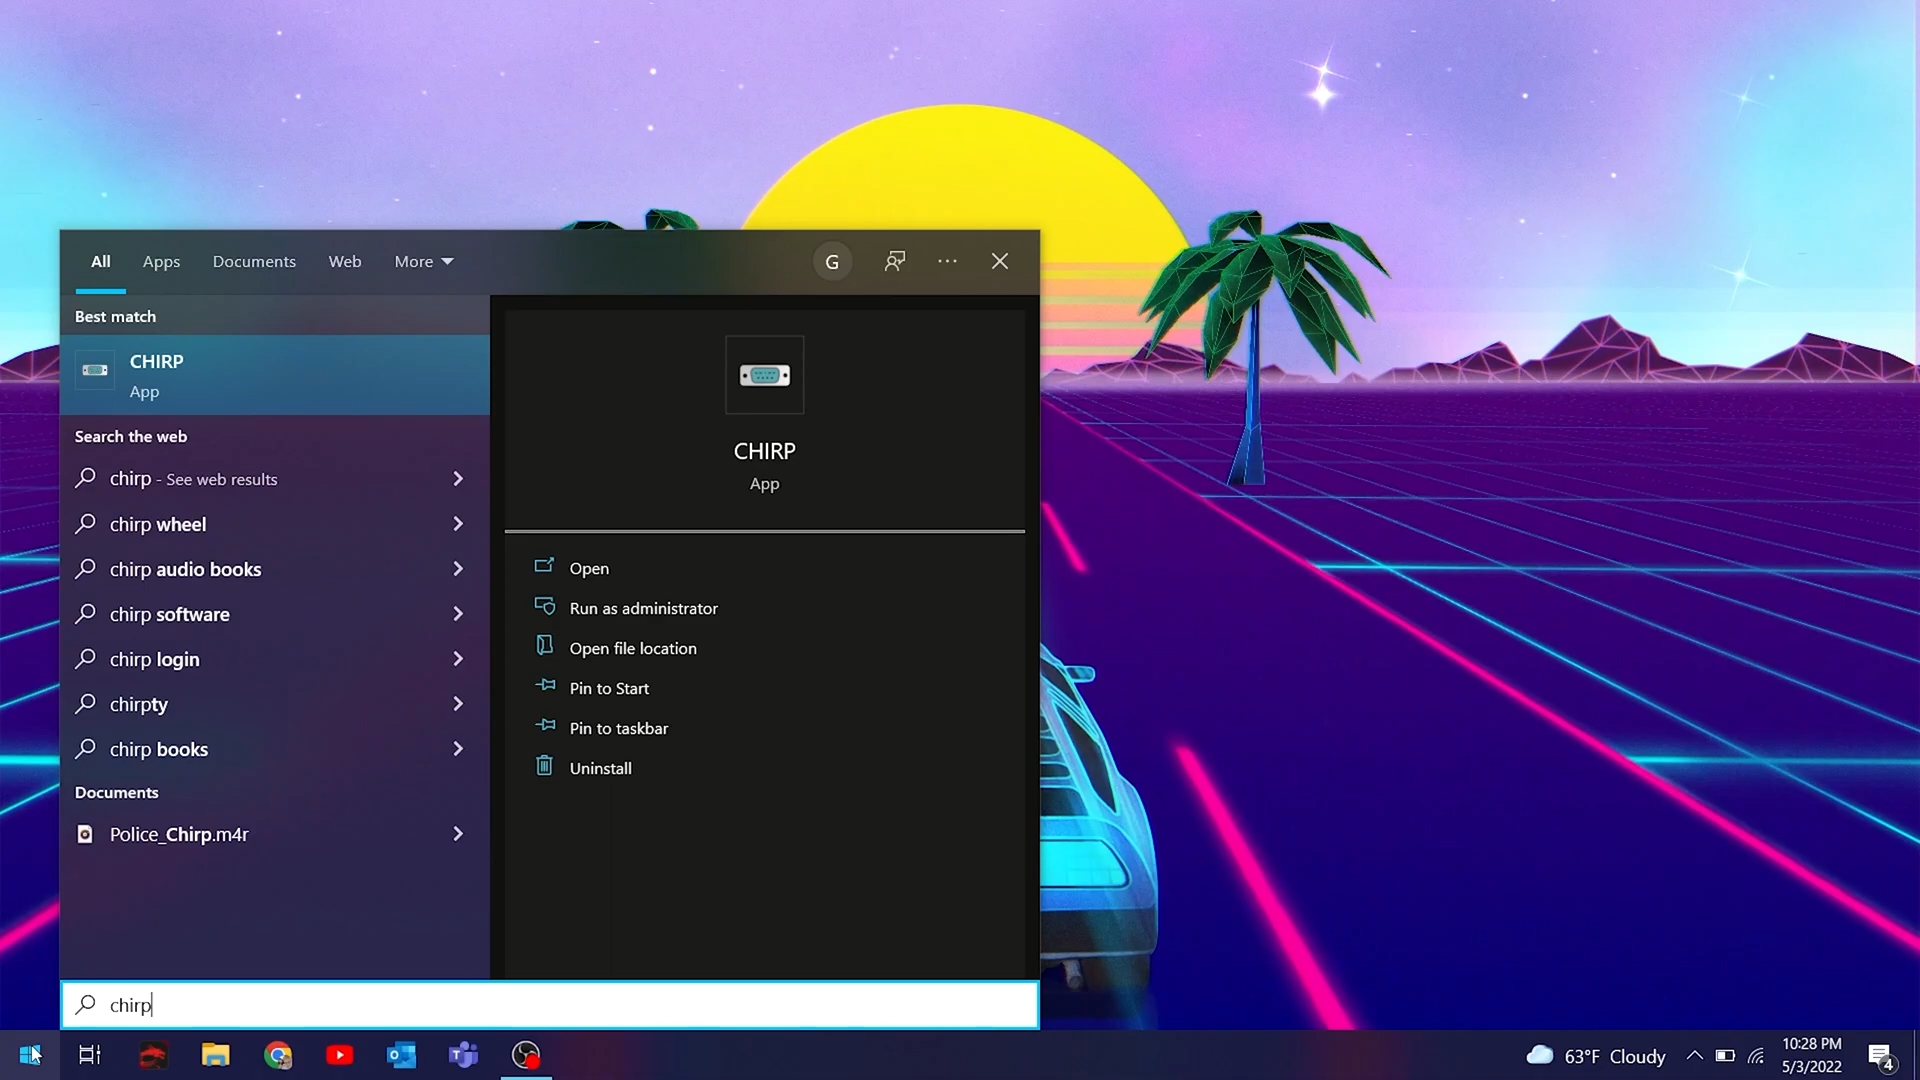 All Apps Documents Web More G
Best match
CHIRP
App
Search the web
chirp - See web results
chirp wheel
chirp audio books
chirp software
chirp login
chirpty
chirp books
Documents
Police_Chirp.m4r
CHIRP
App
Open
Run as administrator
Open file location
Pin to Start
Pin to taskbar
Uninstall
chirp
63°F Cloudy
10:28 PM
5/3/2022
4